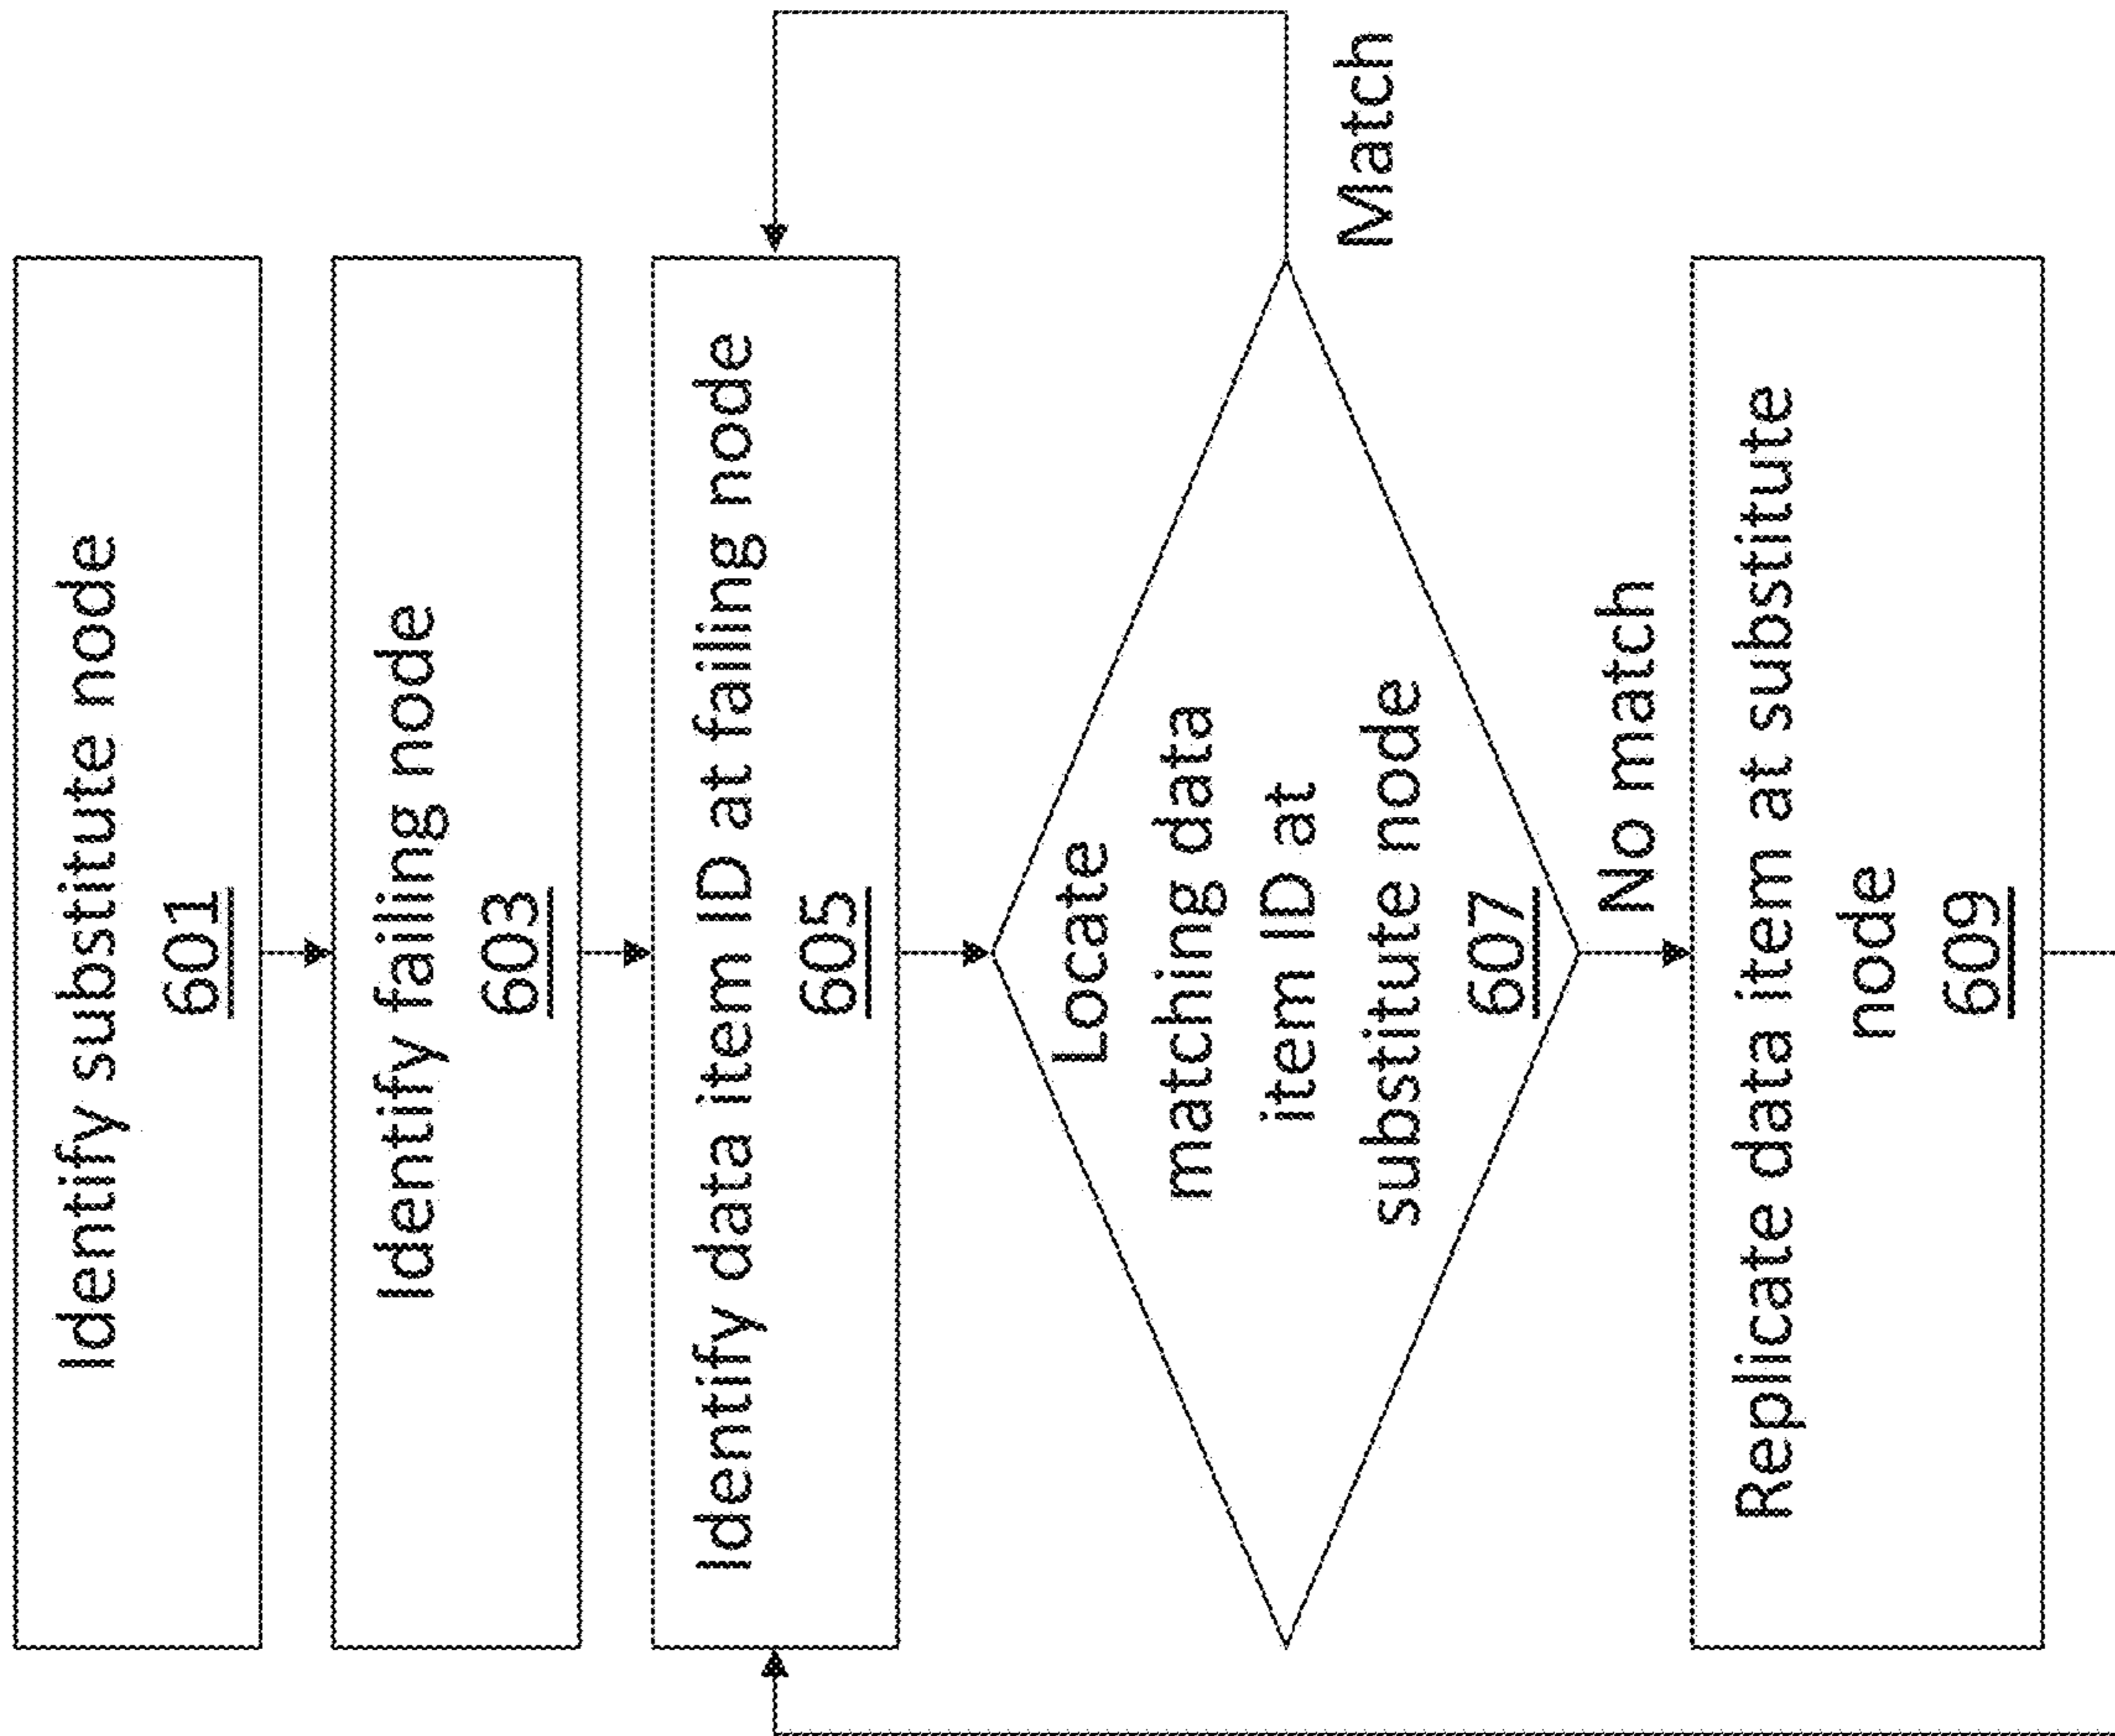 Identify substitute node
601
Identify failing node
603
Identify data item ID at failing node
605
Locate
matching data
item ID at
substitute node
607
Match
No match
Replicate data item at substitute
node
609